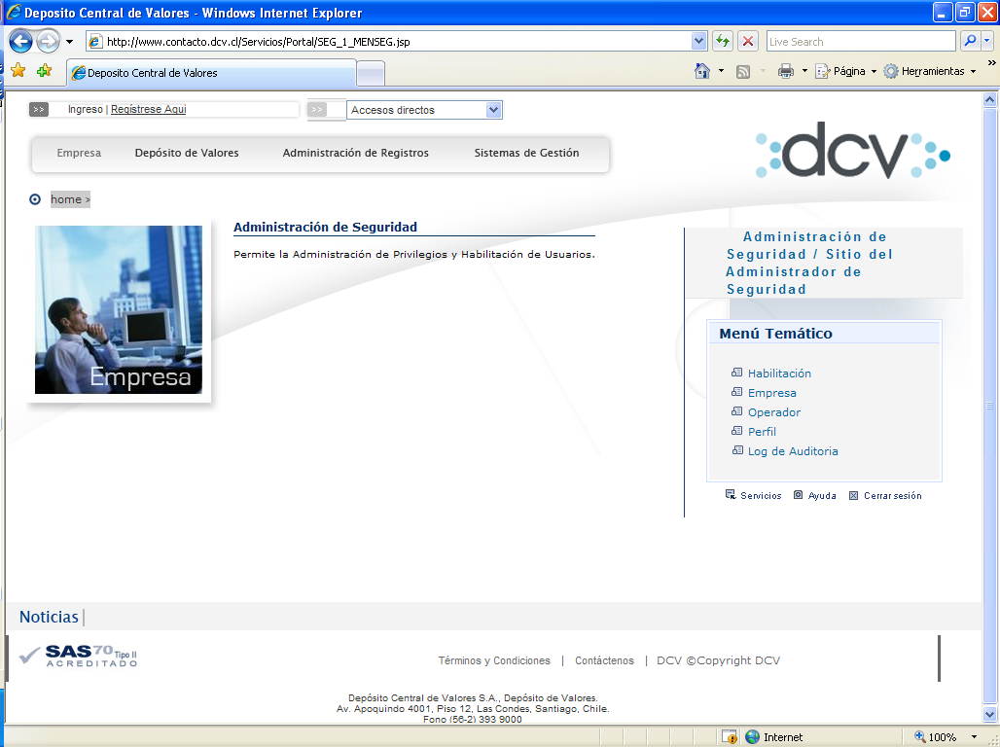 Deposito Central de Valores - Windows Internet Explorer
http://www.contacto.dcv.cl/Servicios/Portal/SEG_1_MENSEG.jsp
Live Search
Deposito Central de Valores
Página
Herramientas
»
>> Ingreso | Regístrese Aquí >> Accesos directos
Empresa Depósito de Valores Administración de Registros Sistemas de Gestión
dcv
home >
Administración de Seguridad
Permite la Administración de Privilegios y Habilitación de Usuarios.
Empresa
Administración de
Seguridad / Sitio del
Administrador de
Seguridad
Menú Temático
Habilitación
Empresa
Operador
Perfil
Log de Auditoria
Servicios Ayuda Cerrar sesión
Noticias |
SAS 70 Tipo II
ACREDITADO
Términos y Condiciones | Contáctenos | DCV ©Copyright DCV
Depósito Central de Valores S.A., Depósito de Valores.
Av. Apoquindo 4001, Piso 12, Las Condes, Santiago, Chile.
Fono (56-2) 393 9000
Internet 100%